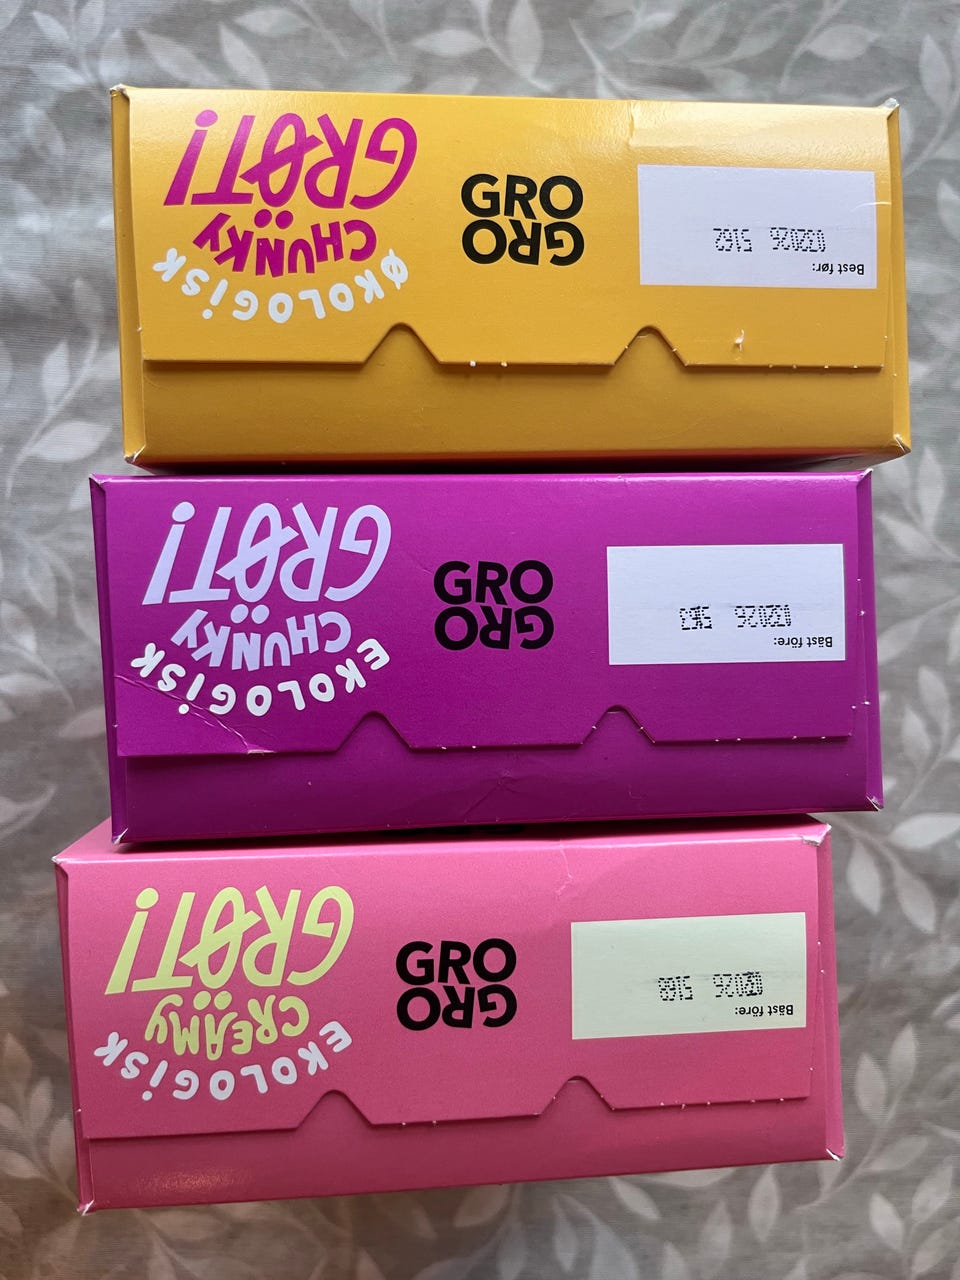 GRØT!
CHUNKY
ØKOLOGISK
GRO
GRO
Best før:
GRØT!
CHUNKY
EKOLOGISK
GRO
GRO
Bäst före:
GRØT!
CREAMY
EKOLOGISK
GRO
GRO
Bäst före: